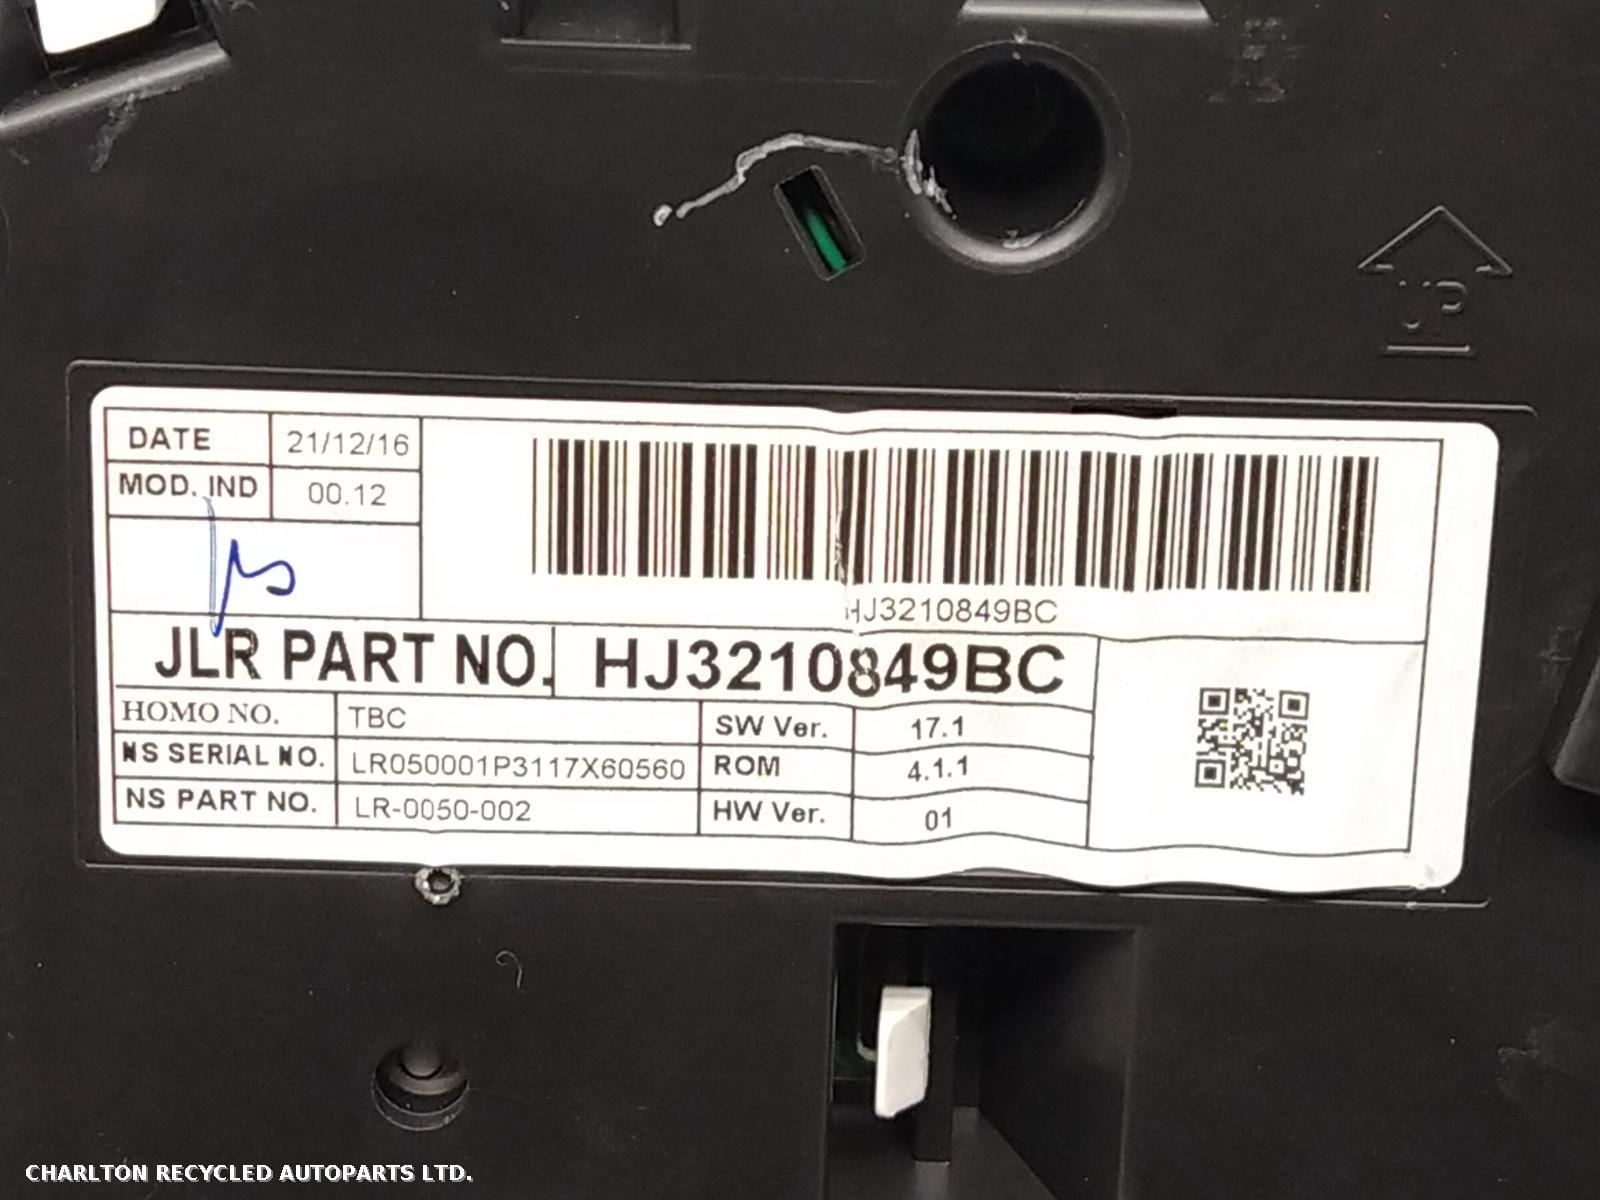 UP
DATE 21/12/16
MOD. IND 00.12
HJ3210849BC
JLR PART NO. HJ3210849BC
HOMO NO. TBC SW Ver. 17.1
NS SERIAL NO. LR050001P3117X60560 ROM 4.1.1
NS PART NO. LR-0050-002 HW Ver. 01
CHARLTON RECYCLED AUTOPARTS LTD.